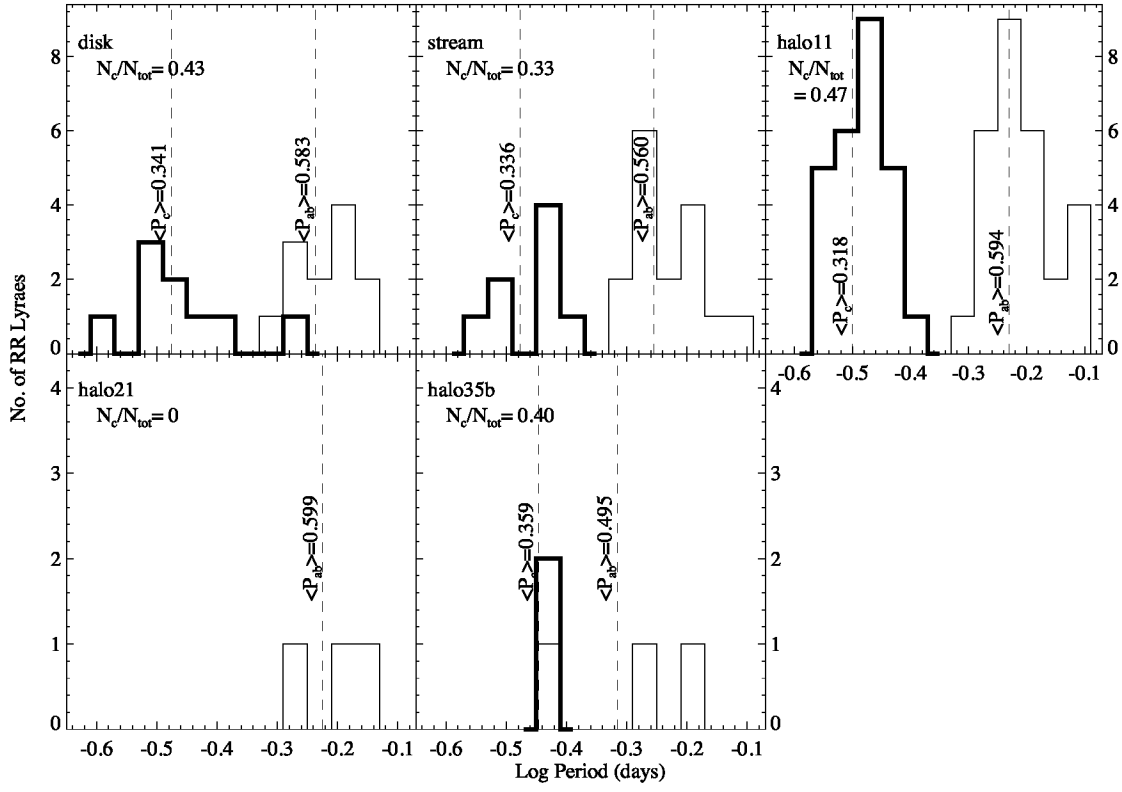 disk
N_c/N_tot= 0.43
<P_c>=0.341
<P_ab>=0.583
stream
N_c/N_tot= 0.33
<P_c>=0.336
<P_ab>=0.560
halo11
N_c/N_tot
= 0.47
<P_c>=0.318
<P_ab>=0.594
8
6
4
2
0
8
6
4
2
0
-0.6 -0.5 -0.4 -0.3 -0.2 -0.1
No. of RR Lyraes
halo21
N_c/N_tot= 0
<P_ab>=0.599
halo35b
N_c/N_tot= 0.40
<P_c>=0.359
<P_ab>=0.495
4
3
2
1
0
4
3
2
1
0
-0.6 -0.5 -0.4 -0.3 -0.2 -0.1
-0.6 -0.5 -0.4 -0.3 -0.2 -0.1
Log Period (days)